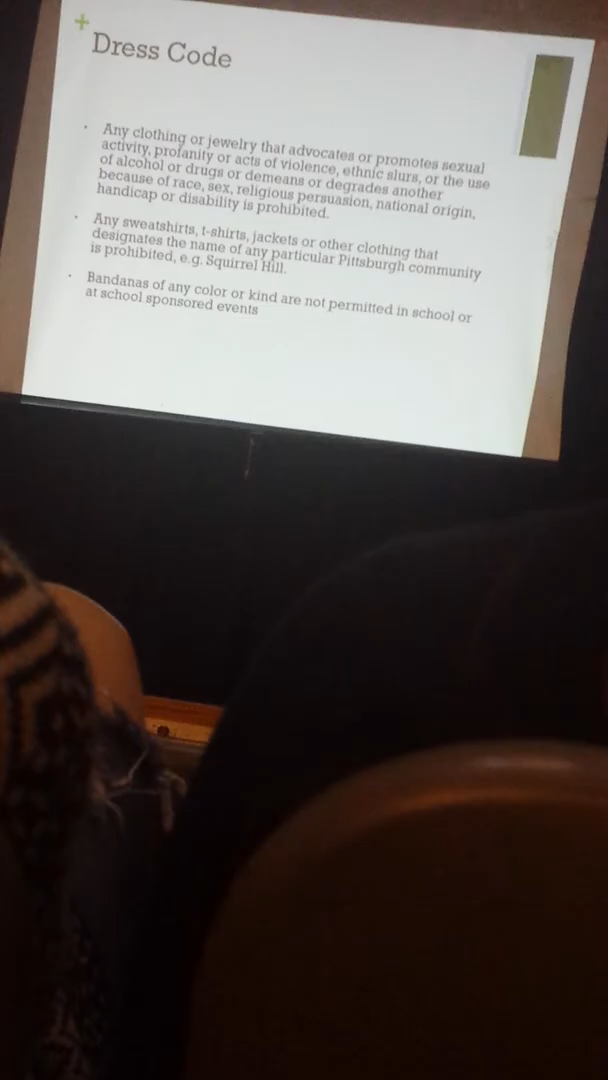 +
Dress Code
• Any clothing or jewelry that advocates or promotes sexual
activity, profanity or acts of violence, ethnic slurs, or the use
of alcohol or drugs or demeans or degrades another
because of race, sex, religious persuasion, national origin,
handicap or disability is prohibited.
• Any sweatshirts, t-shirts, jackets or other clothing that
designates the name of any particular Pittsburgh community
is prohibited, e.g. Squirrel Hill.
• Bandanas of any color or kind are not permitted in school or
at school sponsored events